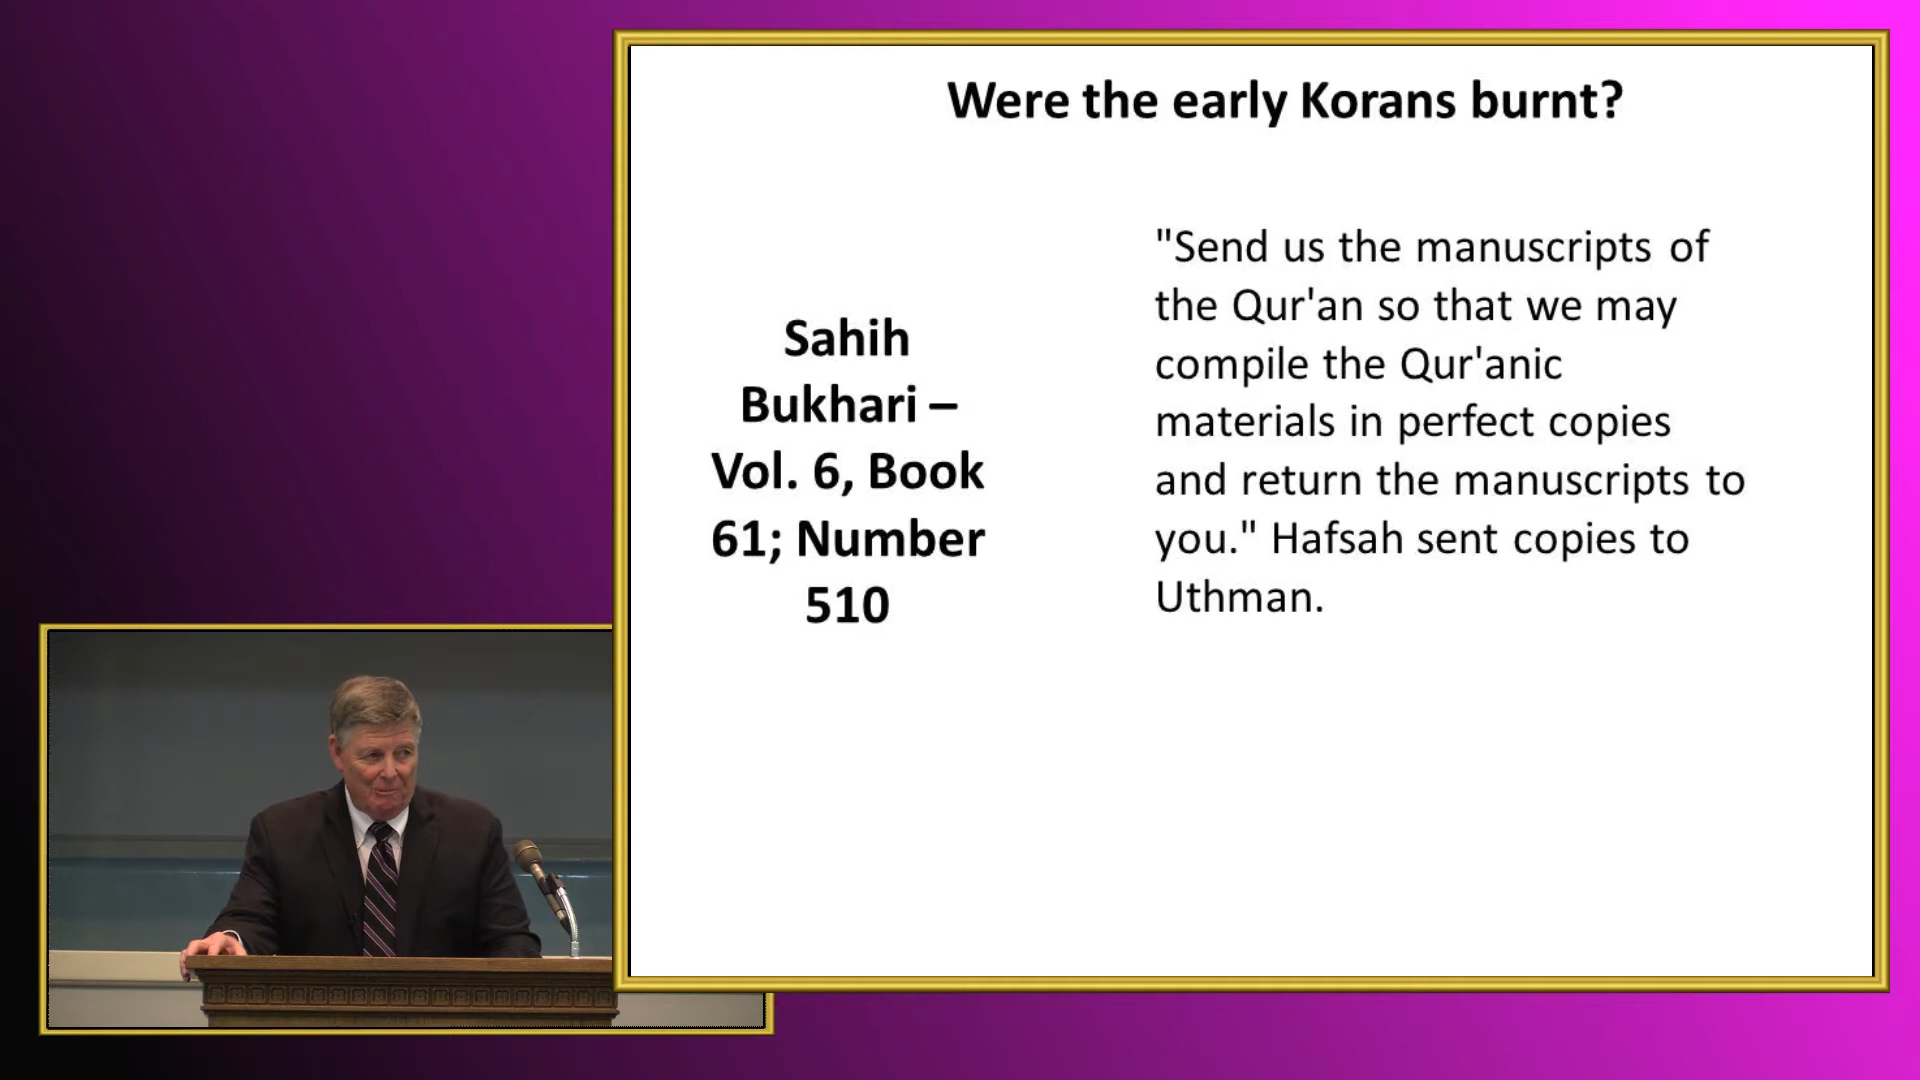 Were the early Korans burnt?
Sahih
Bukhari –
Vol. 6, Book
61; Number
510
"Send us the manuscripts of
the Qur'an so that we may
compile the Qur'anic
materials in perfect copies
and return the manuscripts to
you." Hafsah sent copies to
Uthman.